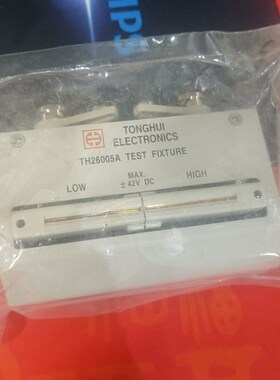 TONGHUI
ELECTRONICS
TH26005A TEST FIXTURE
LOW
MAX.
± 42V DC
HIGH